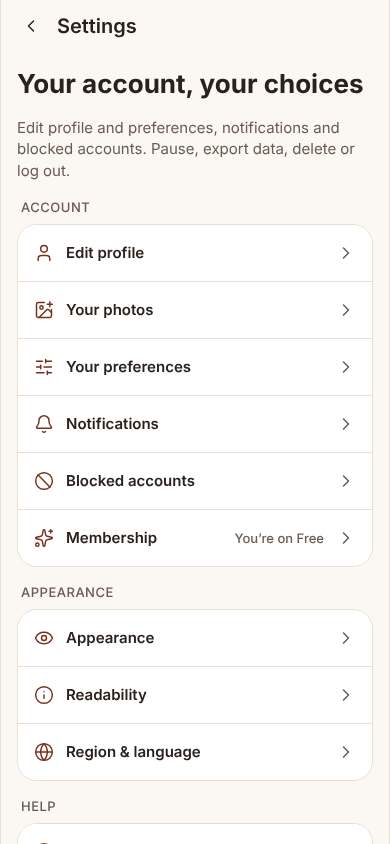 Settings
Your account, your choices
Edit profile and preferences, notifications and
blocked accounts. Pause, export data, delete or
log out.
ACCOUNT
Edit profile
Your photos
Your preferences
Notifications
Blocked accounts
Membership You’re on Free
APPEARANCE
Appearance
Readability
Region & language
HELP